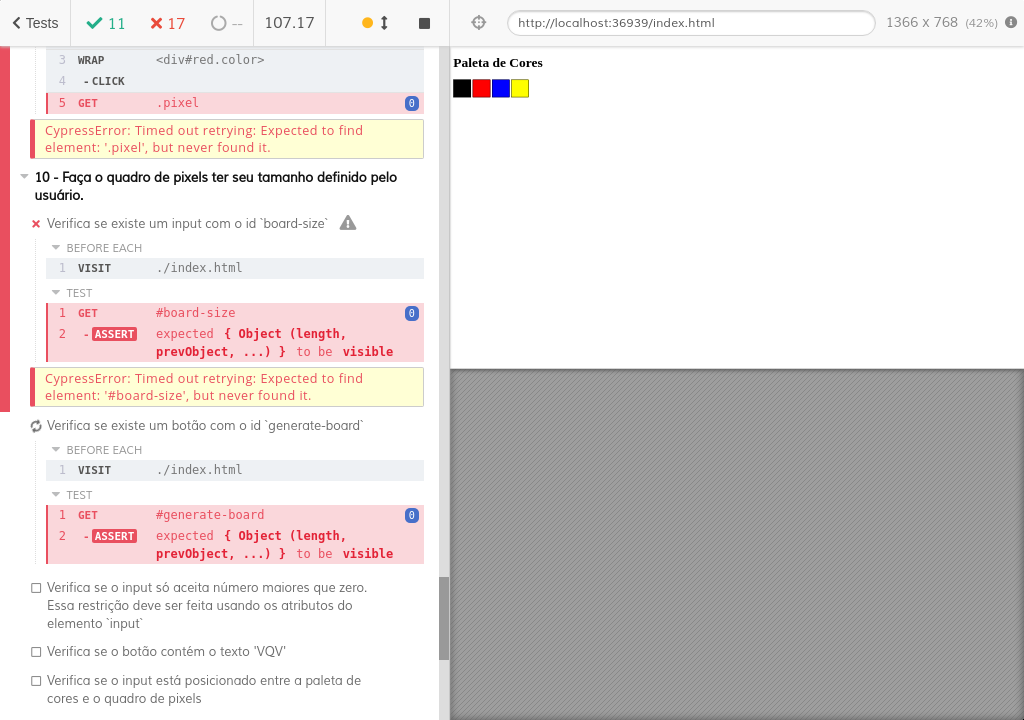 Tests
11
17
--
107.17
http://localhost:36939/index.html
1366 x 768 (42%)
3 WRAP <div#red.color>
4 -CLICK
5 GET .pixel 0
CypressError: Timed out retrying: Expected to find
element: '.pixel', but never found it.
10 - Faça o quadro de pixels ter seu tamanho definido pelo
usuário.
Verifica se existe um input com o id `board-size`
BEFORE EACH
1 VISIT ./index.html
TEST
1 GET #board-size 0
2 -ASSERT expected { Object (length,
prevObject, ...) } to be visible
CypressError: Timed out retrying: Expected to find
element: '#board-size', but never found it.
Verifica se existe um botão com o id `generate-board`
BEFORE EACH
1 VISIT ./index.html
TEST
1 GET #generate-board 0
2 -ASSERT expected { Object (length,
prevObject, ...) } to be visible
Verifica se o input só aceita número maiores que zero.
Essa restrição deve ser feita usando os atributos do
elemento `input`
Verifica se o botão contém o texto 'VQV'
Verifica se o input está posicionado entre a paleta de
cores e o quadro de pixels
Paleta de Cores